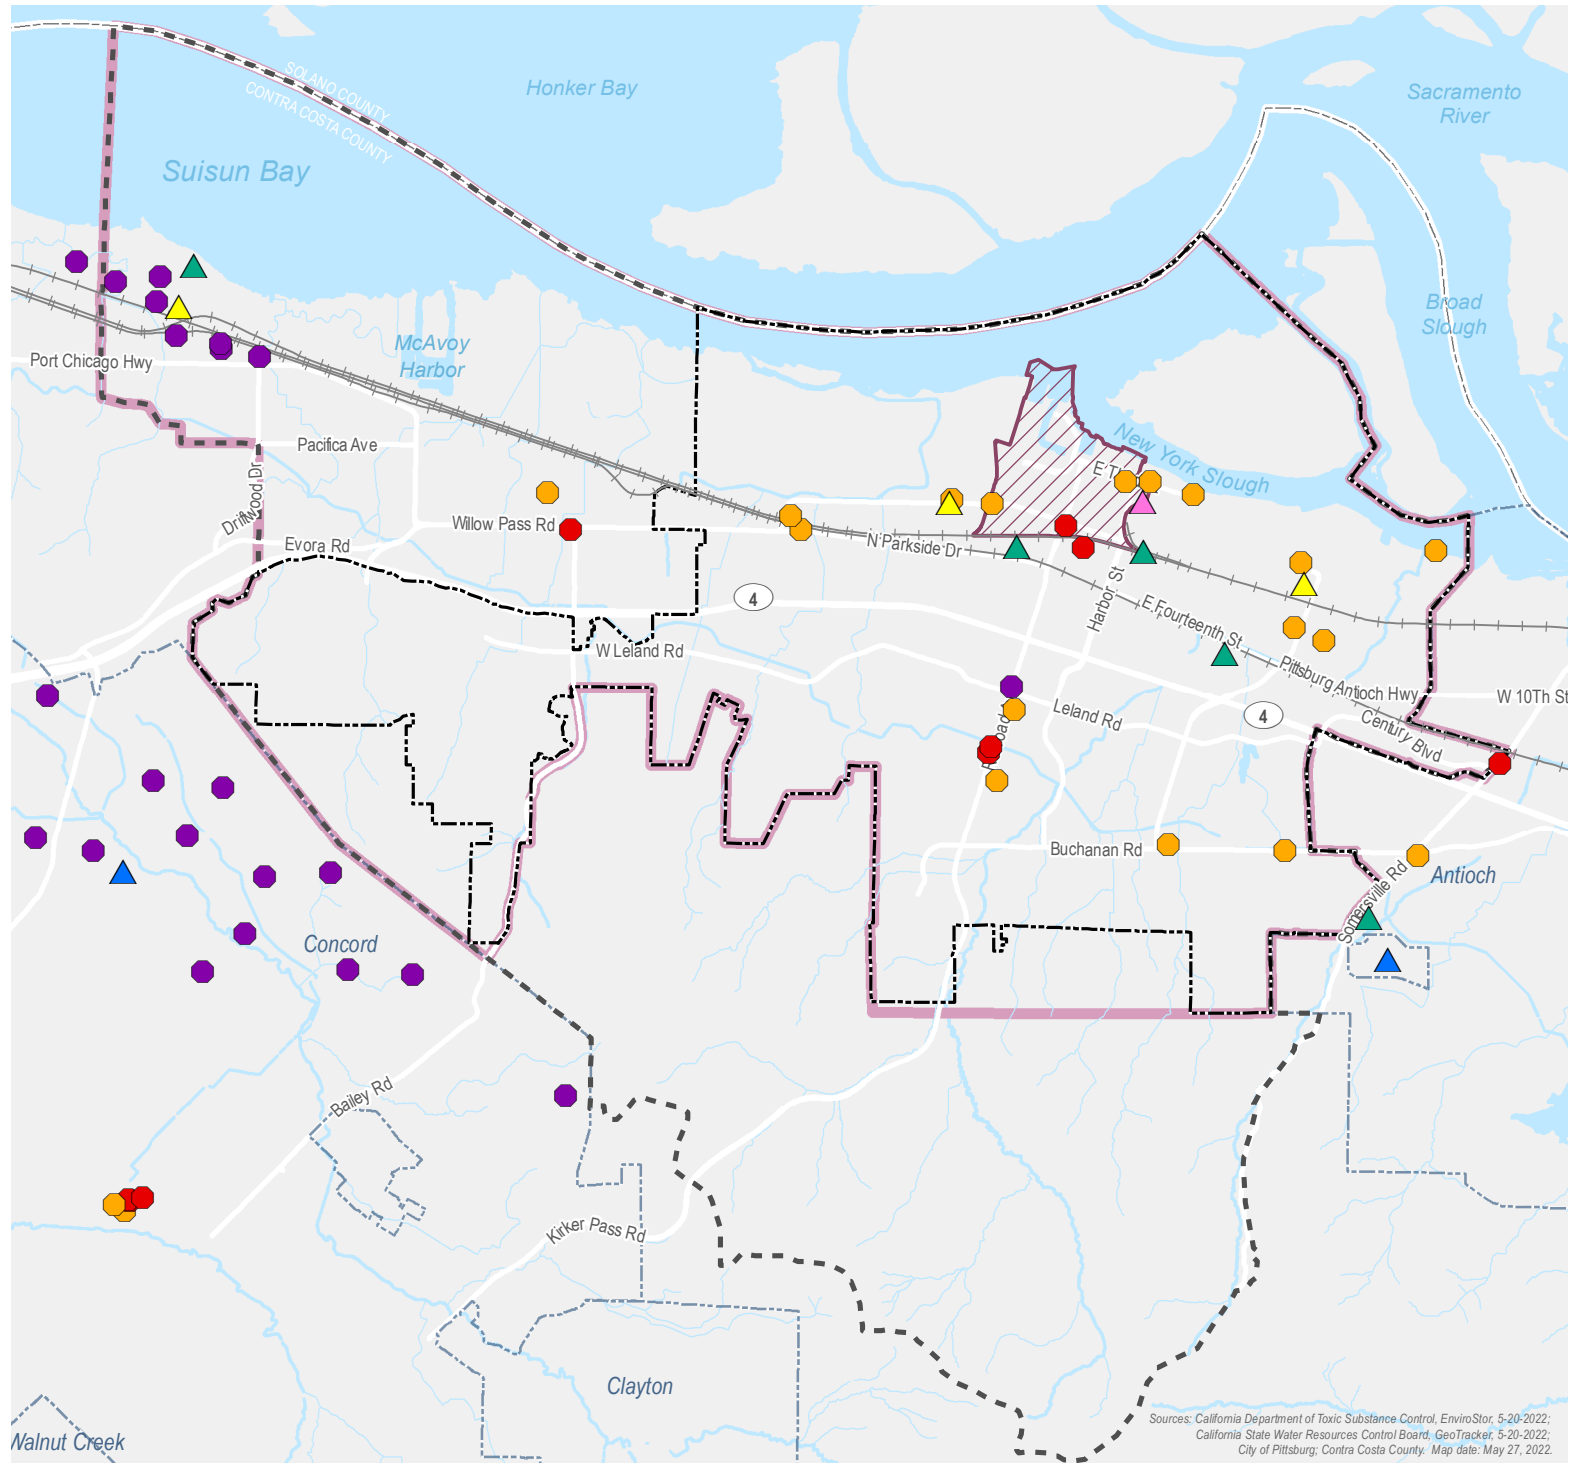 SOLANO COUNTY
CONTRA COSTA COUNTY
Honker Bay
Sacramento
River
Suisun Bay
Broad
Slough
McAvoy
Harbor
Port Chicago Hwy
New York Slough
Pacifica Ave
Driftwood Dr
Willow Pass Rd
Evora Rd
N Parkside Dr
4
Harbor St
E Fourteenth St
W Leland Rd
Pittsburg Antioch Hwy
W 10Th St
Leland Rd
4
Century Blvd
Buchanan Rd
Antioch
Somersville Rd
Concord
Bailey Rd
Kirker Pass Rd
Clayton
Walnut Creek
Sources: California Department of Toxic Substance Control, EnviroStor, 5-20-2022;
California State Water Resources Control Board, GeoTracker, 5-20-2022;
City of Pittsburg; Contra Costa County. Map date: May 27, 2022.